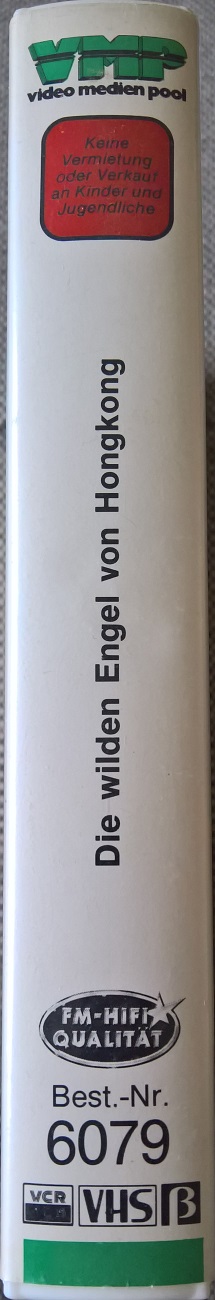 VMP
video medien pool
Keine
Vermietung
oder Verkauf
an Kinder und
Jugendliche
Die wilden Engel von Hongkong
FM-HiFi
QUALITÄT
Best.-Nr.
6079
VCR VHS β